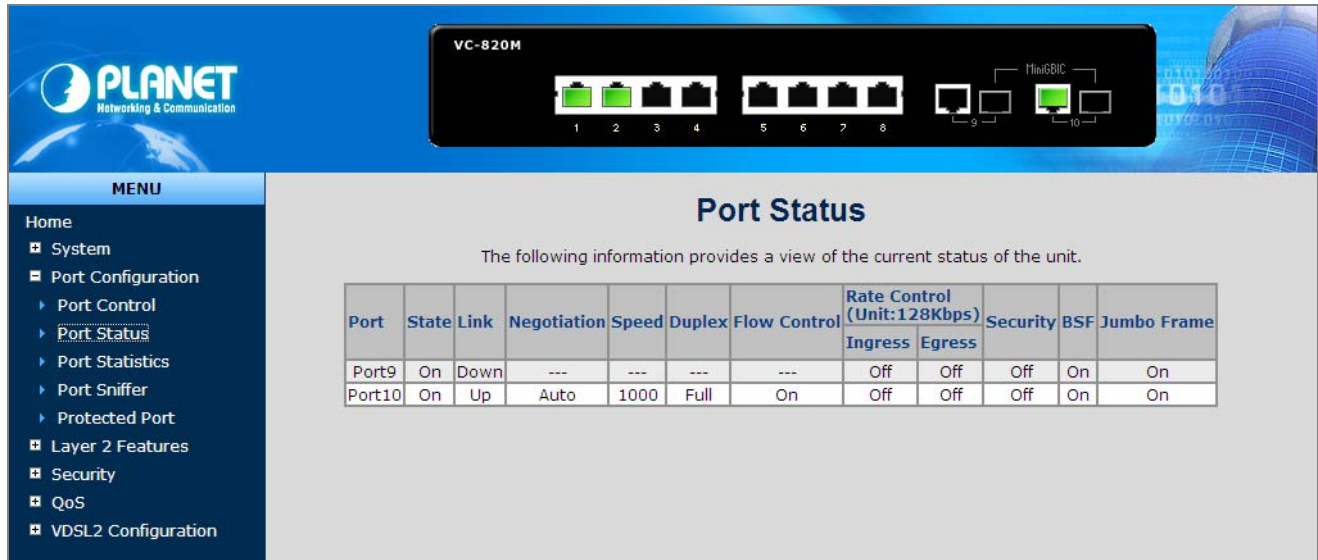 VC-820M
PLANET
Networking & Communication
MiniGBIC
1 2 3 4 5 6 7 8 9 10
MENU
Home
System
Port Configuration
Port Control
Port Status
Port Statistics
Port Sniffer
Protected Port
Layer 2 Features
Security
QoS
VDSL2 Configuration
Port Status
The following information provides a view of the current status of the unit.
Port State Link Negotiation Speed Duplex Flow Control Rate Control (Unit:128Kbps) Security BSF Jumbo Frame
Ingress Egress
Port9 On Down --- --- --- --- Off Off Off On On
Port10 On Up Auto 1000 Full On Off Off Off On On